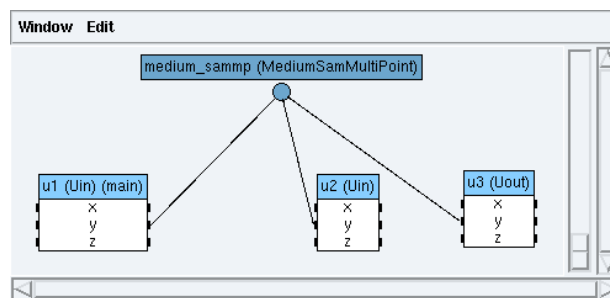 Window Edit
medium_sammp (MediumSamMultiPoint)
u1 (Uin) (main)
x
y
z
u2 (Uin)
x
y
z
u3 (Uout)
x
y
z